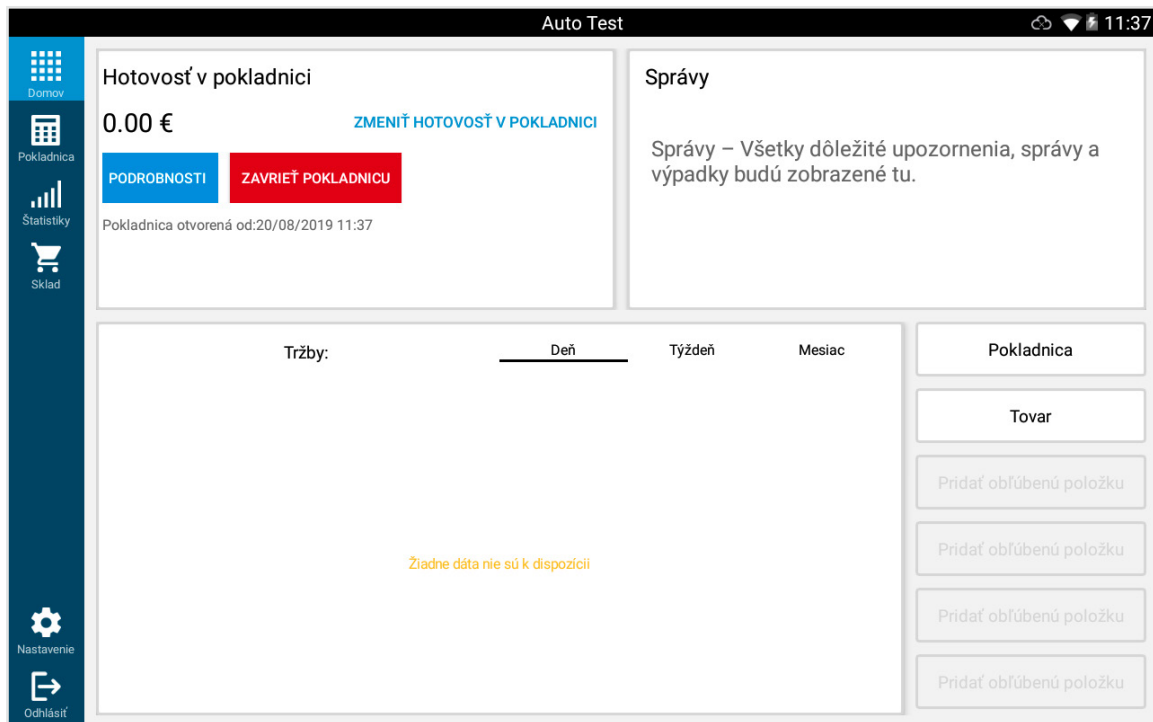 Auto Test
11:37
Domov
Pokladnica
Štatistiky
Sklad
Nastavenie
Odhlásiť
Hotovosť v pokladnici
0.00 €
ZMENIŤ HOTOVOSŤ V POKLADNICI
PODROBNOSTI
ZAVRIEŤ POKLADNICU
Pokladnica otvorená od:20/08/2019 11:37
Správy
Správy – Všetky dôležité upozornenia, správy a
výpadky budú zobrazené tu.
Tržby:
Deň
Týždeň
Mesiac
Žiadne dáta nie sú k dispozícii
Pokladnica
Tovar
Pridať obľúbenú položku
Pridať obľúbenú položku
Pridať obľúbenú položku
Pridať obľúbenú položku